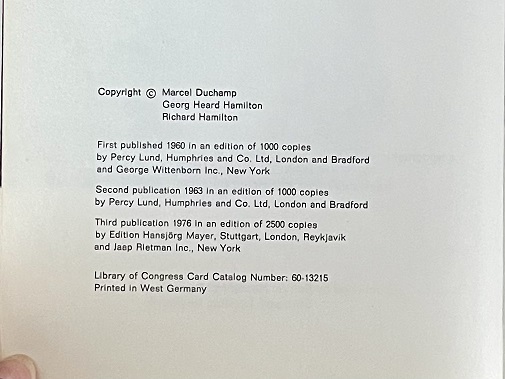 Copyright © Marcel Duchamp
Georg Heard Hamilton
Richard Hamilton
First published 1960 in an edition of 1000 copies
by Percy Lund, Humphries and Co. Ltd, London and Bradford
and George Wittenborn Inc., New York
Second publication 1963 in an edition of 1000 copies
by Percy Lund, Humphries and Co. Ltd, London and Bradford
Third publication 1976 in an edition of 2500 copies
by Edition Hansjörg Mayer, Stuttgart, London, Reykjavík
and Jaap Rietman Inc., New York
Library of Congress Card Catalog Number: 60-13215
Printed in West Germany